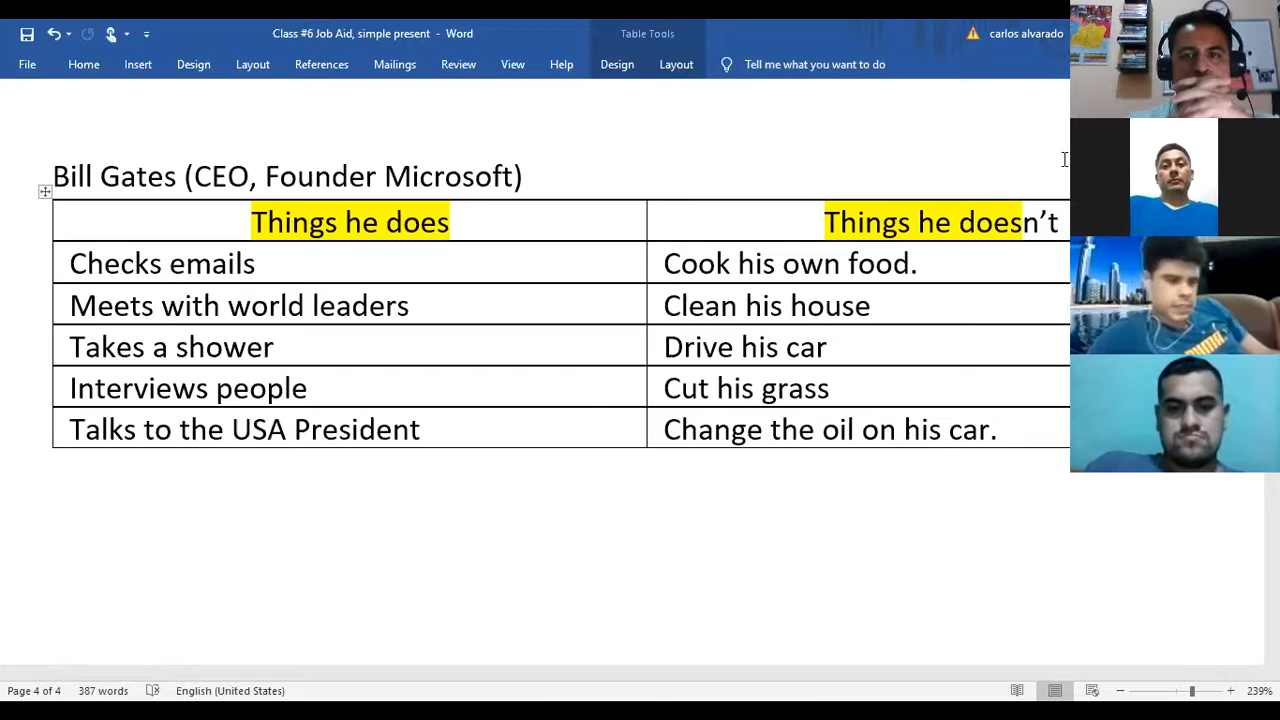 Class #6 Job Aid, simple present - Word
Table Tools
carlos alvarado
File Home Insert Design Layout References Mailings Review View Help Design Layout Tell me what you want to do
Bill Gates (CEO, Founder Microsoft)
Things he does Things he doesn’t
Checks emails Cook his own food.
Meets with world leaders Clean his house
Takes a shower Drive his car
Interviews people Cut his grass
Talks to the USA President Change the oil on his car.
Page 4 of 4 387 words English (United States) 239%